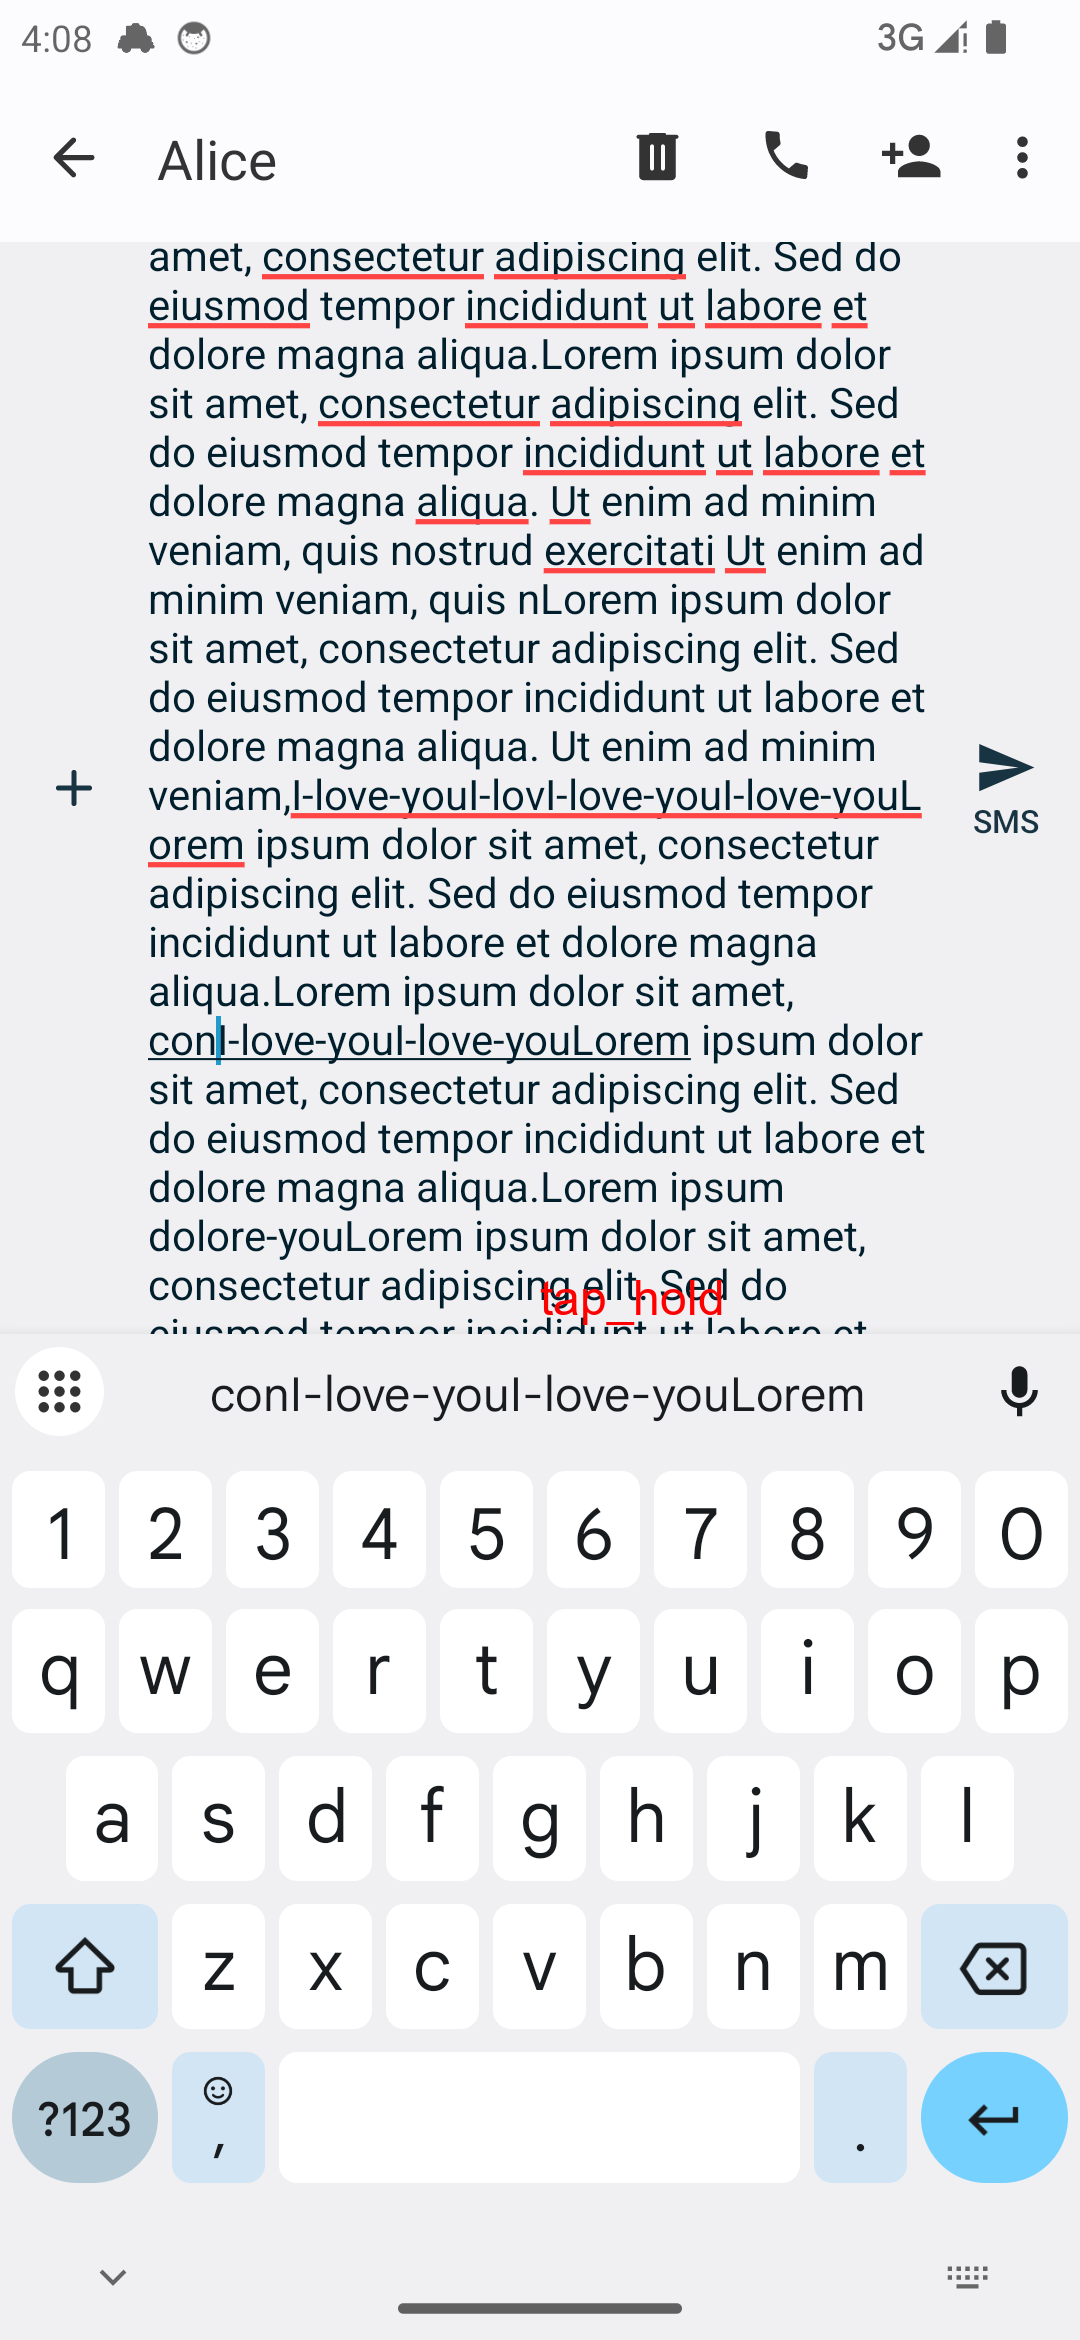 4:08
3G
Alice
amet, consectetur adipiscing elit. Sed do
eiusmod tempor incididunt ut labore et
dolore magna aliqua.Lorem ipsum dolor
sit amet, consectetur adipiscing elit. Sed
do eiusmod tempor incididunt ut labore et
dolore magna aliqua. Ut enim ad minim
veniam, quis nostrud exercitati Ut enim ad
minim veniam, quis nLorem ipsum dolor
sit amet, consectetur adipiscing elit. Sed
do eiusmod tempor incididunt ut labore et
dolore magna aliqua. Ut enim ad minim
veniam,I-love-youI-lovI-love-youI-love-youL
orem ipsum dolor sit amet, consectetur
adipiscing elit. Sed do eiusmod tempor
incididunt ut labore et dolore magna
aliqua.Lorem ipsum dolor sit amet,
conI-love-youI-love-youLorem ipsum dolor
sit amet, consectetur adipiscing elit. Sed
do eiusmod tempor incididunt ut labore et
dolore magna aliqua.Lorem ipsum
dolore-youLorem ipsum dolor sit amet,
consectetur adipiscing elit. Sed do
eiusmod tempor incididunt ut labore et
SMS
tap_hold
conI-love-youI-love-youLorem
1 2 3 4 5 6 7 8 9 0
q w e r t y u i o p
a s d f g h j k l
z x c v b n m
?123 , .